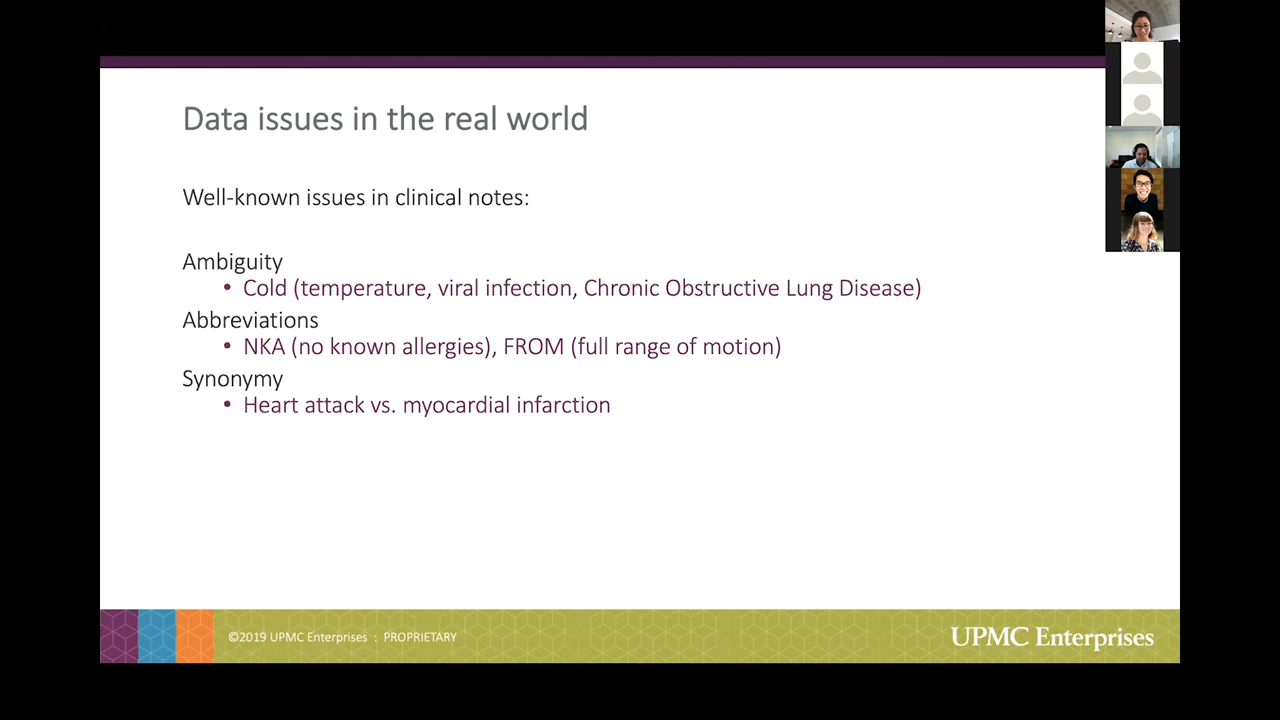 Data issues in the real world
Well-known issues in clinical notes:
Ambiguity
• Cold (temperature, viral infection, Chronic Obstructive Lung Disease)
Abbreviations
• NKA (no known allergies), FROM (full range of motion)
Synonymy
• Heart attack vs. myocardial infarction
©2019 UPMC Enterprises : PROPRIETARY
UPMC Enterprises